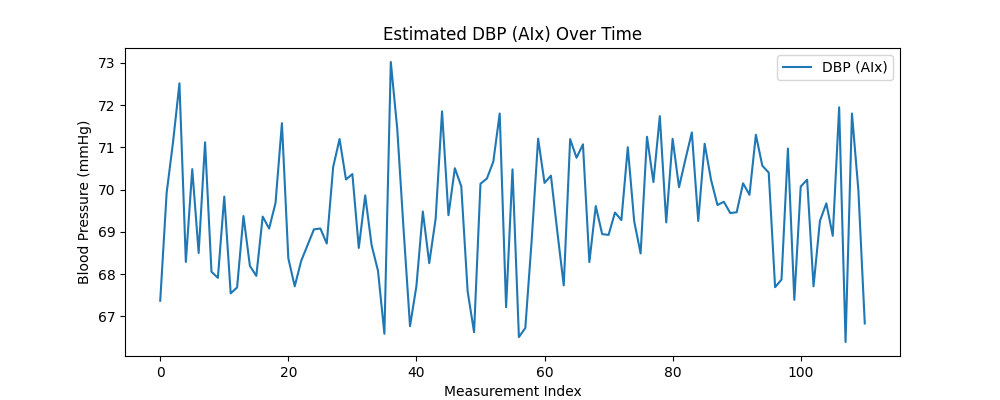 Estimated DBP (AIx) Over Time
DBP (AIx)
Blood Pressure (mmHg)
73
72
71
70
69
68
67
0 20 40 60 80 100
Measurement Index